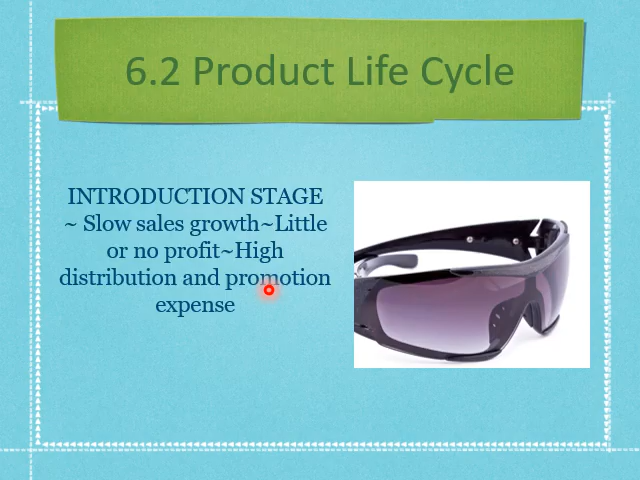 6.2 Product Life Cycle
INTRODUCTION STAGE
~ Slow sales growth~Little
or no profit~High
distribution and promotion
expense